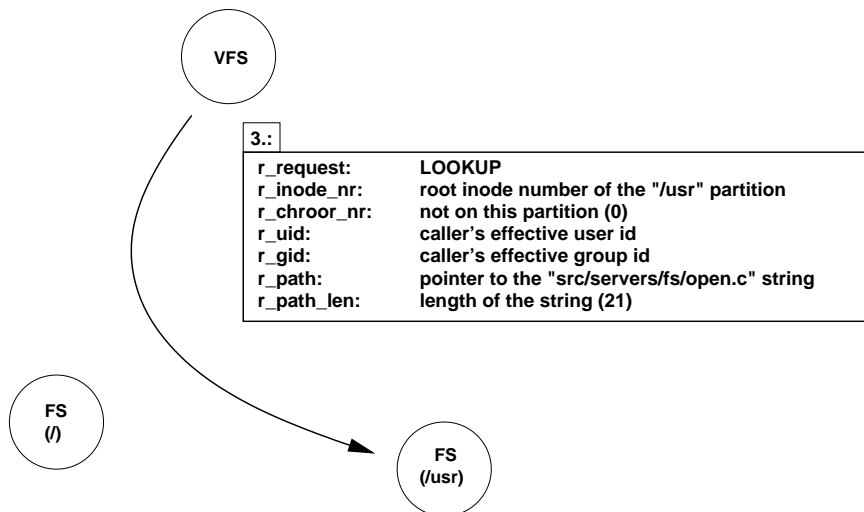 VFS
3.:
r_request: LOOKUP
r_inode_nr: root inode number of the "/usr" partition
r_chroor_nr: not on this partition (0)
r_uid: caller's effective user id
r_gid: caller's effective group id
r_path: pointer to the "src/servers/fs/open.c" string
r_path_len: length of the string (21)
FS
(/)
FS
(/usr)